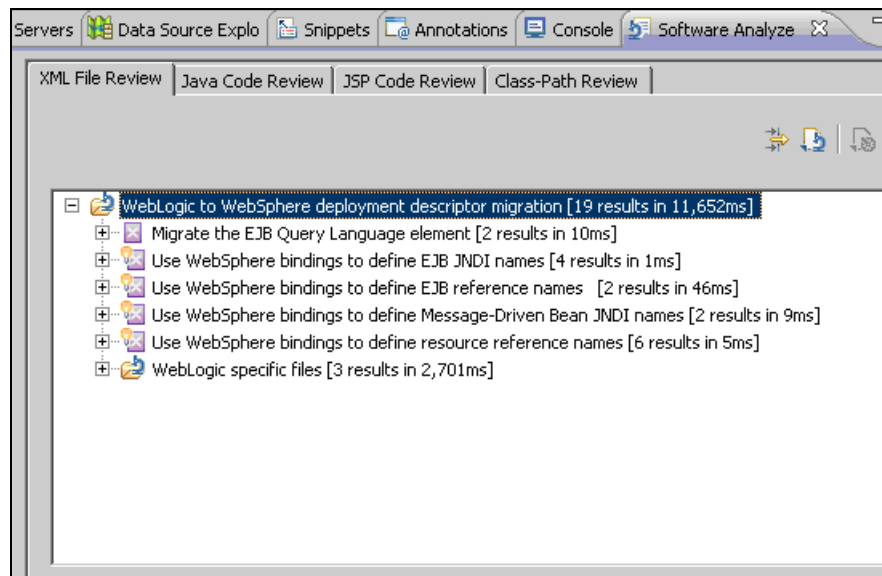 Servers Data Source Explo Snippets Annotations Console Software Analyze
XML File Review Java Code Review JSP Code Review Class-Path Review
WebLogic to WebSphere deployment descriptor migration [19 results in 11,652ms]
Migrate the EJB Query Language element [2 results in 10ms]
Use WebSphere bindings to define EJB JNDI names [4 results in 1ms]
Use WebSphere bindings to define EJB reference names [2 results in 46ms]
Use WebSphere bindings to define Message-Driven Bean JNDI names [2 results in 9ms]
Use WebSphere bindings to define resource reference names [6 results in 5ms]
WebLogic specific files [3 results in 2,701ms]